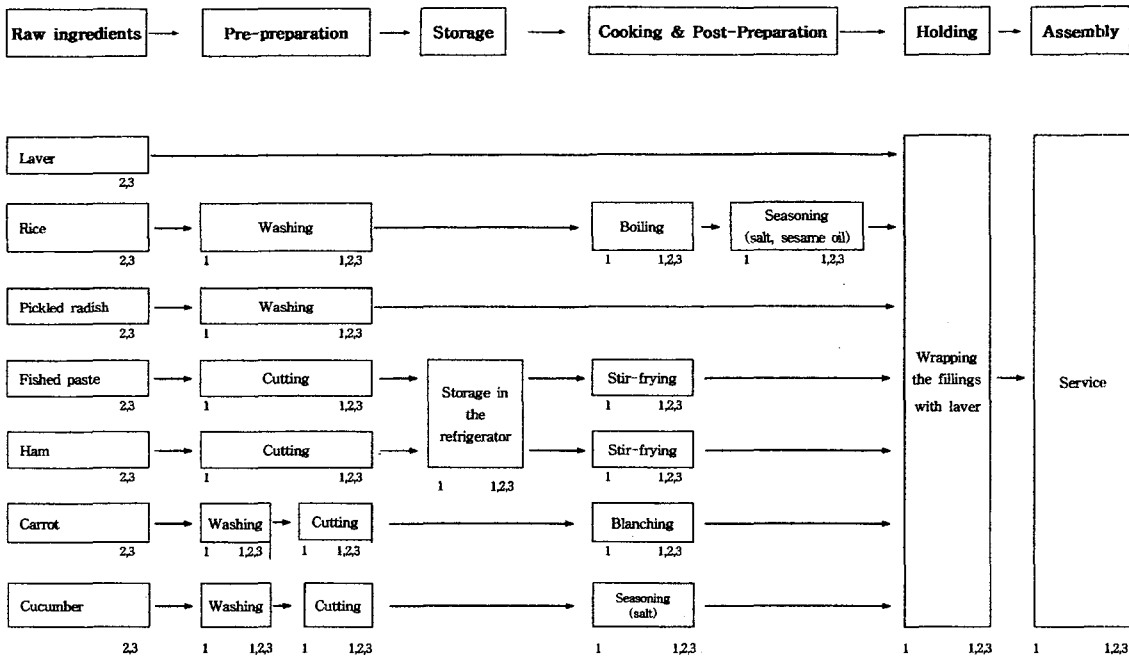 Raw ingredients
Pre-preparation
Storage
Cooking & Post-Preparation
Holding
Assembly
Laver
2,3
Rice
2,3
Washing
1 1,2,3
Boiling
1 1,2,3
Seasoning
(salt, sesame oil)
1 1,2,3
Pickled radish
2,3
Washing
1 1,2,3
Fished paste
2,3
Cutting
1 1,2,3
Storage in
the
refrigerator
1 1,2,3
Stir-frying
1 1,2,3
Ham
2,3
Cutting
1 1,2,3
Stir-frying
1 1,2,3
Carrot
2,3
Washing
1 1,2,3
Cutting
1 1,2,3
Blanching
1 1,2,3
Cucumber
2,3
Washing
1 1,2,3
Cutting
1 1,2,3
Seasoning
(salt)
1 1,2,3
Wrapping
the fillings
with laver
1 1,2,3
Service
1 1,2,3